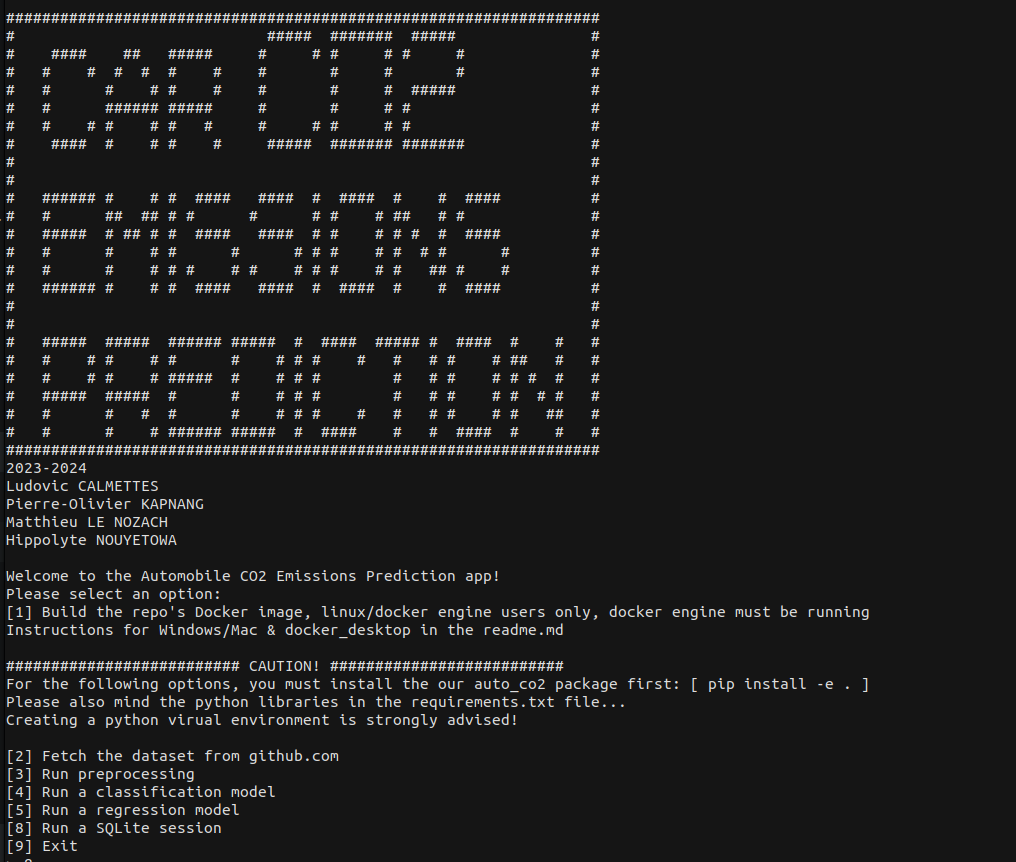 CAR CO2
EMISSIONS
PREDICTION
2023-2024
Ludovic CALMETTES
Pierre-Olivier KAPNANG
Matthieu LE NOZACH
Hippolyte NOUYETOWA
Welcome to the Automobile CO2 Emissions Prediction app!
Please select an option:
[1] Build the repo's Docker image, linux/docker engine users only, docker engine must be running
Instructions for Windows/Mac & docker_desktop in the readme.md
########################## CAUTION! ##########################
For the following options, you must install the our auto_co2 package first: [ pip install -e . ]
Please also mind the python libraries in the requirements.txt file...
Creating a python virual environment is strongly advised!
[2] Fetch the dataset from github.com
[3] Run preprocessing
[4] Run a classification model
[5] Run a regression model
[8] Run a SQLite session
[9] Exit